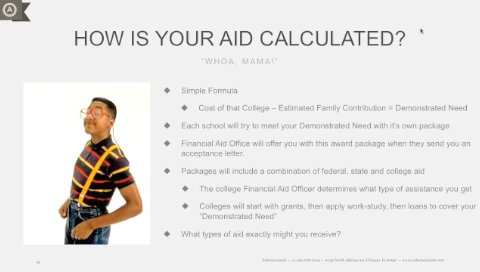 A
HOW IS YOUR AID CALCULATED?
"WHOA, MAMA!"
Simple Formula
Cost of that College – Estimated Family Contribution = Demonstrated Need
Each school will try to meet your Demonstrated Need with it's own package
Financial Aid Office will offer you with this award package when they send you an
acceptance letter.
Packages will include a combination of federal, state and college aid
The college Financial Aid Officer determines what type of assistance you get
Colleges will start with grants, then apply work-study, then loans to cover your
"Demonstrated Need"
What types of aid exactly might you receive?